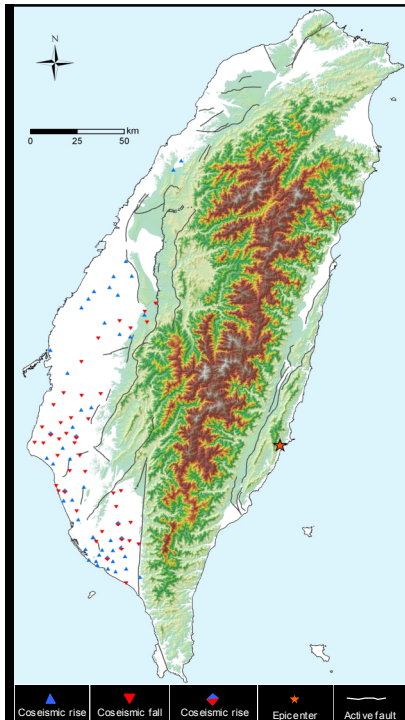 N
km
0 25 50
Coseismic rise
Coseismic fall
Coseismic rise
Epicenter
Active fault